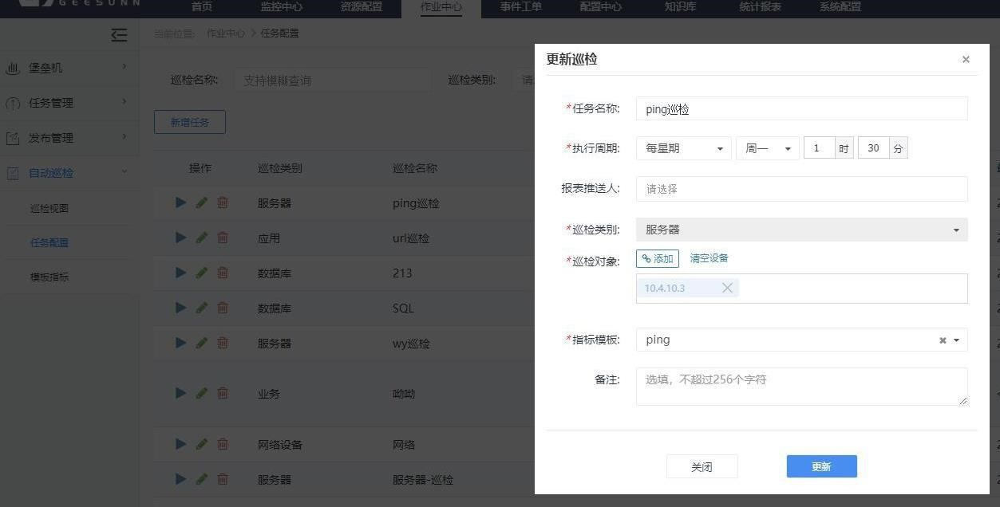 GEESUNN
首页 监控中心 资源配置 作业中心 事件工单 配置中心 知识库 统计报表 系统配置
当前位置: 作业中心 > 任务配置
堡垒机
任务管理
发布管理
自动巡检
巡检视图
任务配置
模板指标
巡检名称: 支持模糊查询 巡检类别: 请
新增任务
操作 巡检类别 巡检名称
服务器 ping巡检
应用 url巡检
数据库 213
数据库 SQL
服务器 wy巡检
业务 呦呦
网络设备 网络
服务器 服务器-巡检
更新巡检 ×
*任务名称: ping巡检
*执行周期: 每星期 周一 1 时 30 分
报表推送人: 请选择
*巡检类别: 服务器
*巡检对象: 添加 清空设备
10.4.10.3
*指标模板: ping
备注: 选填，不超过256个字符
关闭 更新